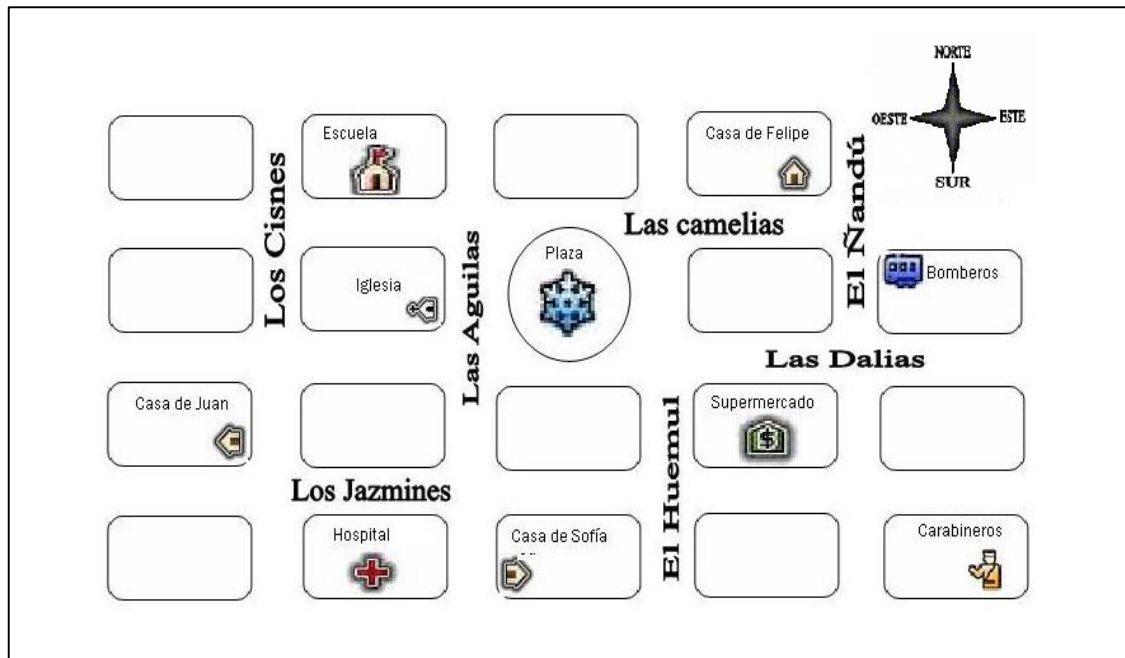 NORTE
OESTE
ESTE
SUR
Escuela
Casa de Felipe
Los Cisnes
El Ñandú
Las camelias
Las Aguilas
Plaza
Iglesia
Bomberos
Las Dalias
Casa de Juan
Supermercado
El Huemul
Los Jazmines
Hospital
Casa de Sofía
Carabineros
$